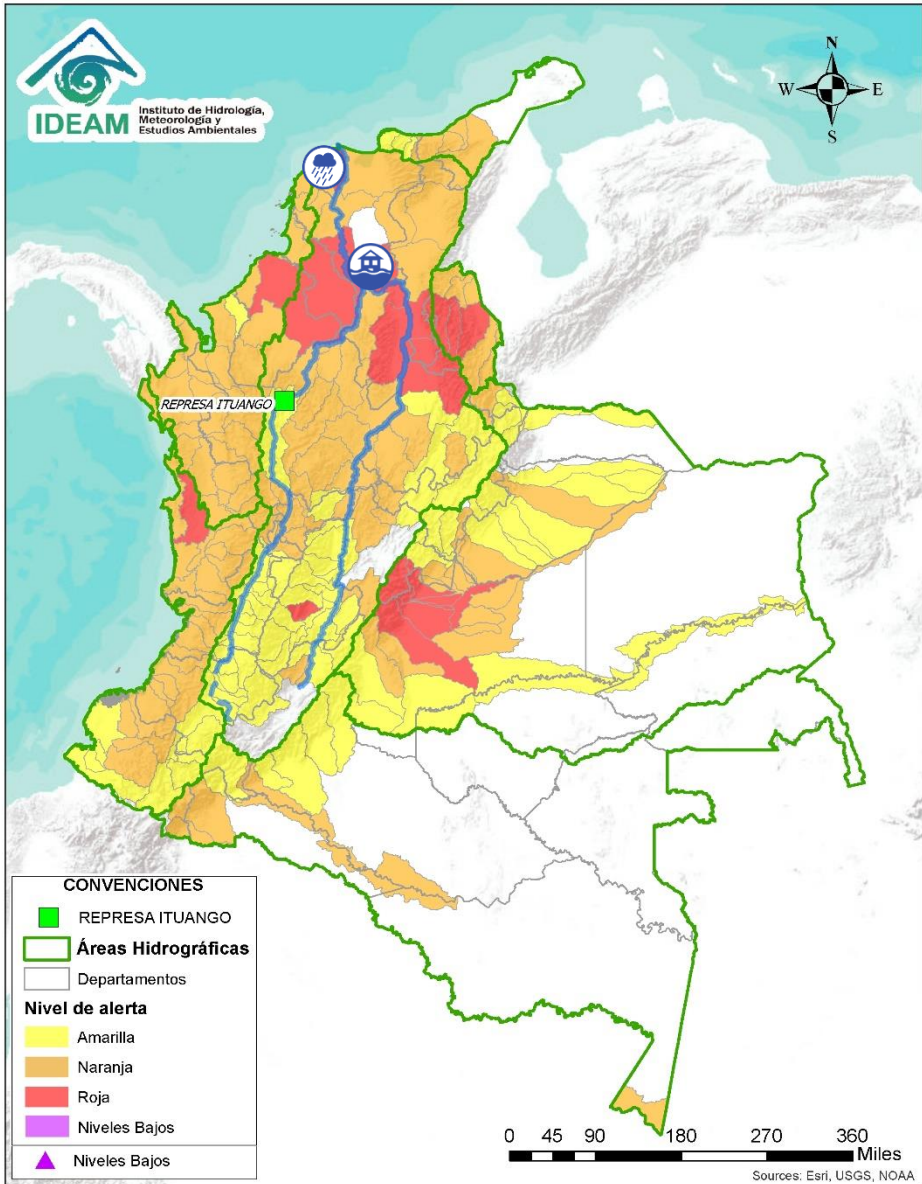 IDEAM
Instituto de Hidrología,
Meteorología y
Estudios Ambientales
N
W
E
S
REPRESA ITUANGO
CONVENCIONES
REPRESA ITUANGO
Áreas Hidrográficas
Departamentos
Nivel de alerta
Amarilla
Naranja
Roja
Niveles Bajos
Niveles Bajos
0 45 90 180 270 360
Miles
Sources: Esri, USGS, NOAA